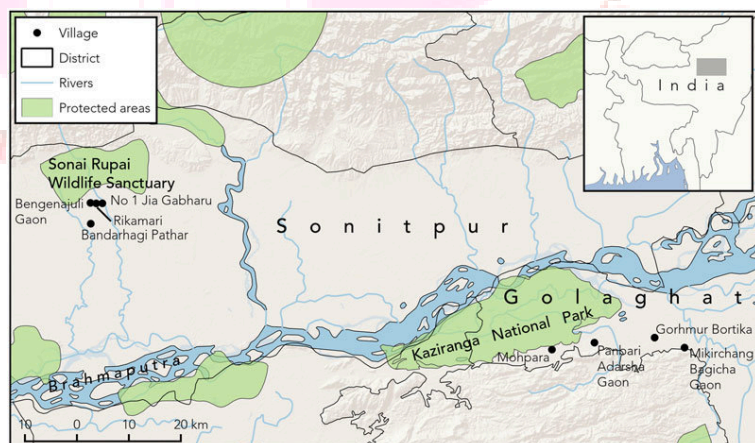 Village
District
Rivers
Protected areas
India
Sonai Rupai
Wildlife Sanctuary
Bengenajuli
Gaon
No 1 Jia Gabharu
Rikamari
Bandarhagi Pathar
Sonitpur
Golaghat
Kaziranga National Park
Mohpara
Panbari
Adarsha
Gaon
Gorhmur Bortika
Mikirchang
Bagicha
Gaon
Brahmaputra
10 0 10 20 km